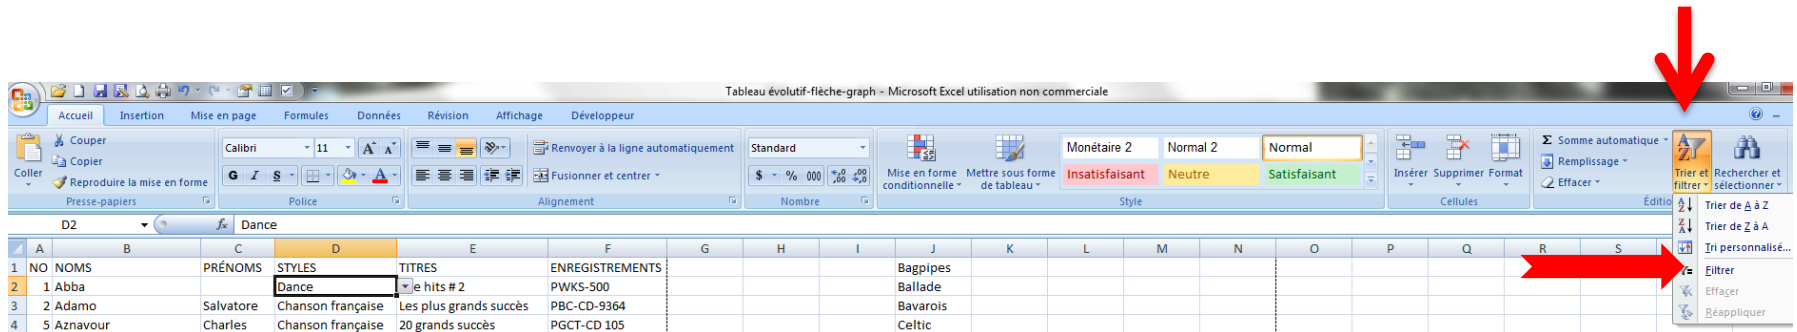 Tableau évolutif-flèche-graph - Microsoft Excel utilisation non commerciale
Accueil Insertion Mise en page Formules Données Révision Affichage Développeur
Coller
Couper
Copier
Reproduire la mise en forme
Presse-papiers
Calibri 11
G I S A
Police
Renvoyer à la ligne automatiquement
Fusionner et centrer
Alignement
Standard
$ % 000
Nombre
Mise en forme conditionnelle
Mettre sous forme de tableau
Monétaire 2 Normal 2 Normal
Insatisfaisant Neutre Satisfaisant
Style
Insérer Supprimer Format
Cellules
Σ Somme automatique
Remplissage
Effacer
Éditio
Trier et filtrer
Rechercher et sélectionner
Trier de A à Z
Trier de Z à A
Tri personnalisé...
Filtrer
Effacer
Réappliquer
D2 fx Dance
A B C D E F G H I J K L M N O P Q R S
1 NO NOMS PRÉNOMS STYLES TITRES ENREGISTREMENTS Bagpipes
2 1 Abba Dance e hits # 2 PWKS-500 Ballade
3 2 Adamo Salvatore Chanson française Les plus grands succès PBC-CD-9364 Bavarois
4 5 Aznavour Charles Chanson française 20 grands succès PGCT-CD 105 Celtic